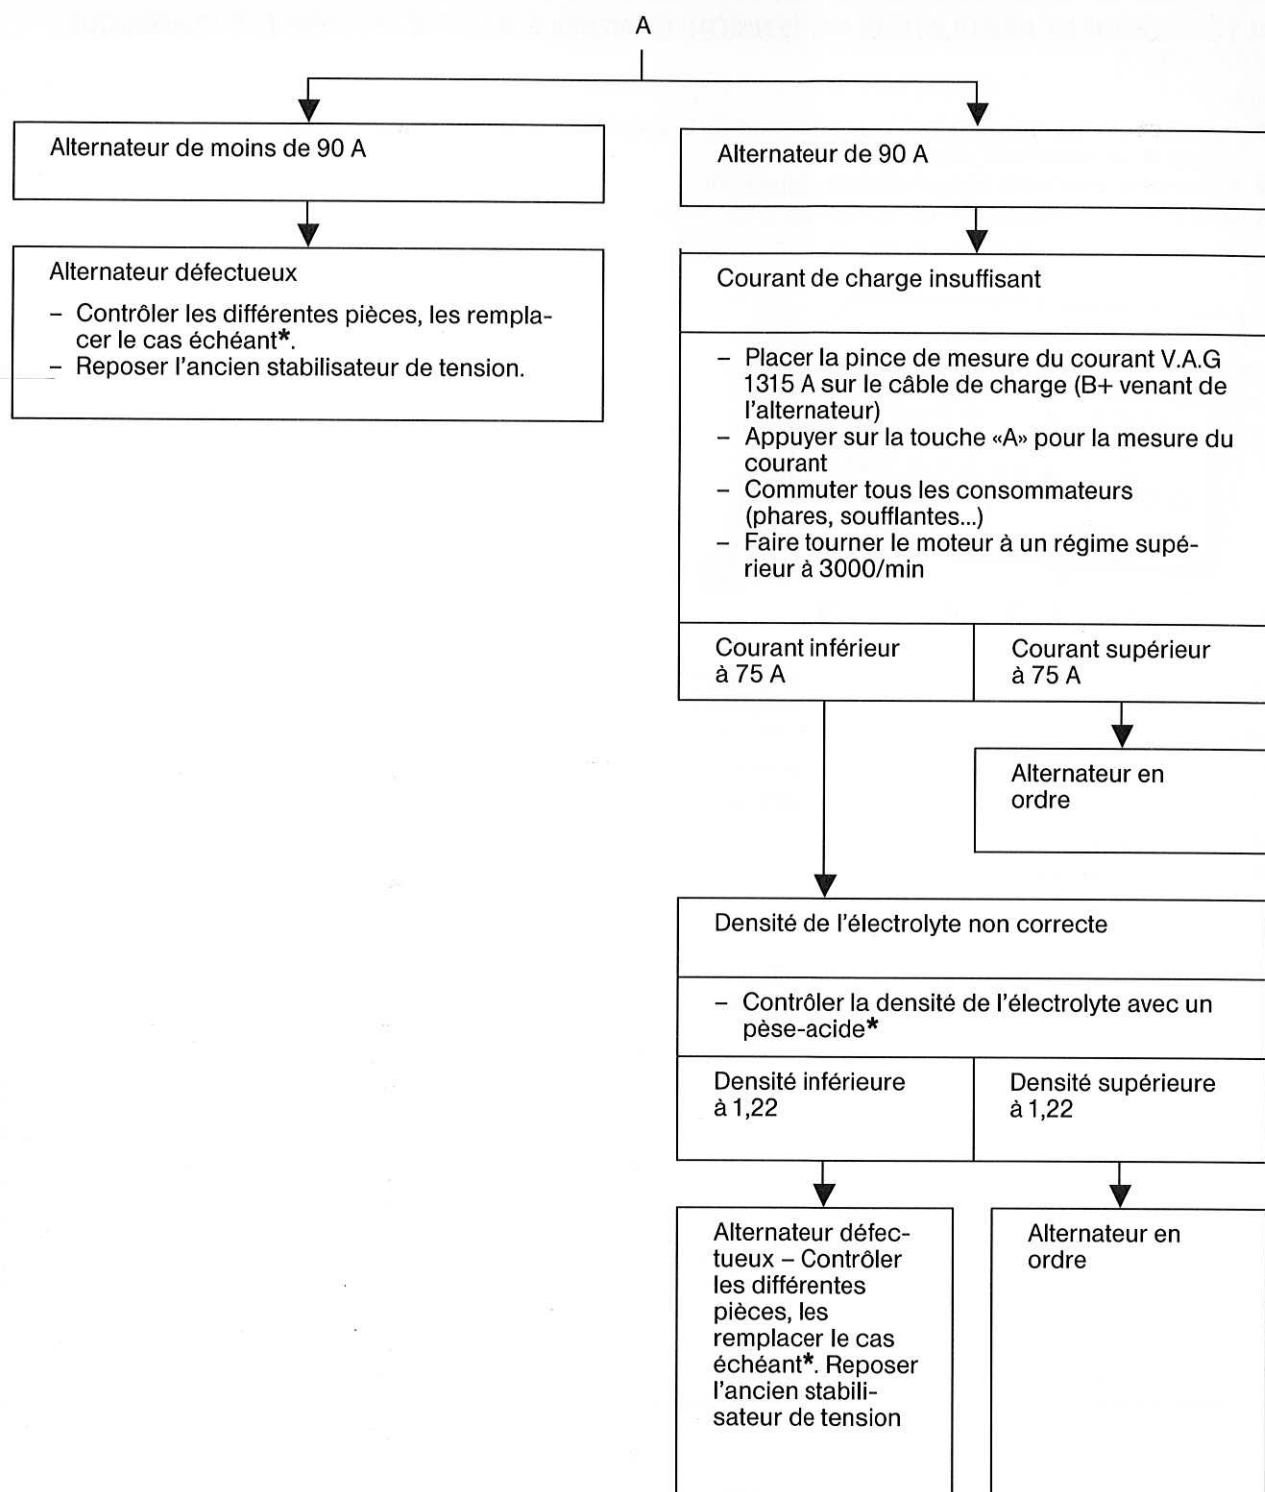 A
Alternateur de moins de 90 A
Alternateur défectueux
– Contrôler les différentes pièces, les rempla-
cer le cas échéant*.
– Reposer l'ancien stabilisateur de tension.
Alternateur de 90 A
Courant de charge insuffisant
– Placer la pince de mesure du courant V.A.G
1315 A sur le câble de charge (B+ venant de
l'alternateur)
– Appuyer sur la touche «A» pour la mesure du
courant
– Commuter tous les consommateurs
(phares, soufflantes...)
– Faire tourner le moteur à un régime supé-
rieur à 3000/min
Courant inférieur
à 75 A
Courant supérieur
à 75 A
Alternateur en
ordre
Densité de l'électrolyte non correcte
– Contrôler la densité de l'électrolyte avec un
pèse-acide*
Densité inférieure
à 1,22
Densité supérieure
à 1,22
Alternateur défec-
tueux – Contrôler
les différentes
pièces, les
remplacer le cas
échéant*. Reposer
l'ancien stabili-
sateur de tension
Alternateur en
ordre